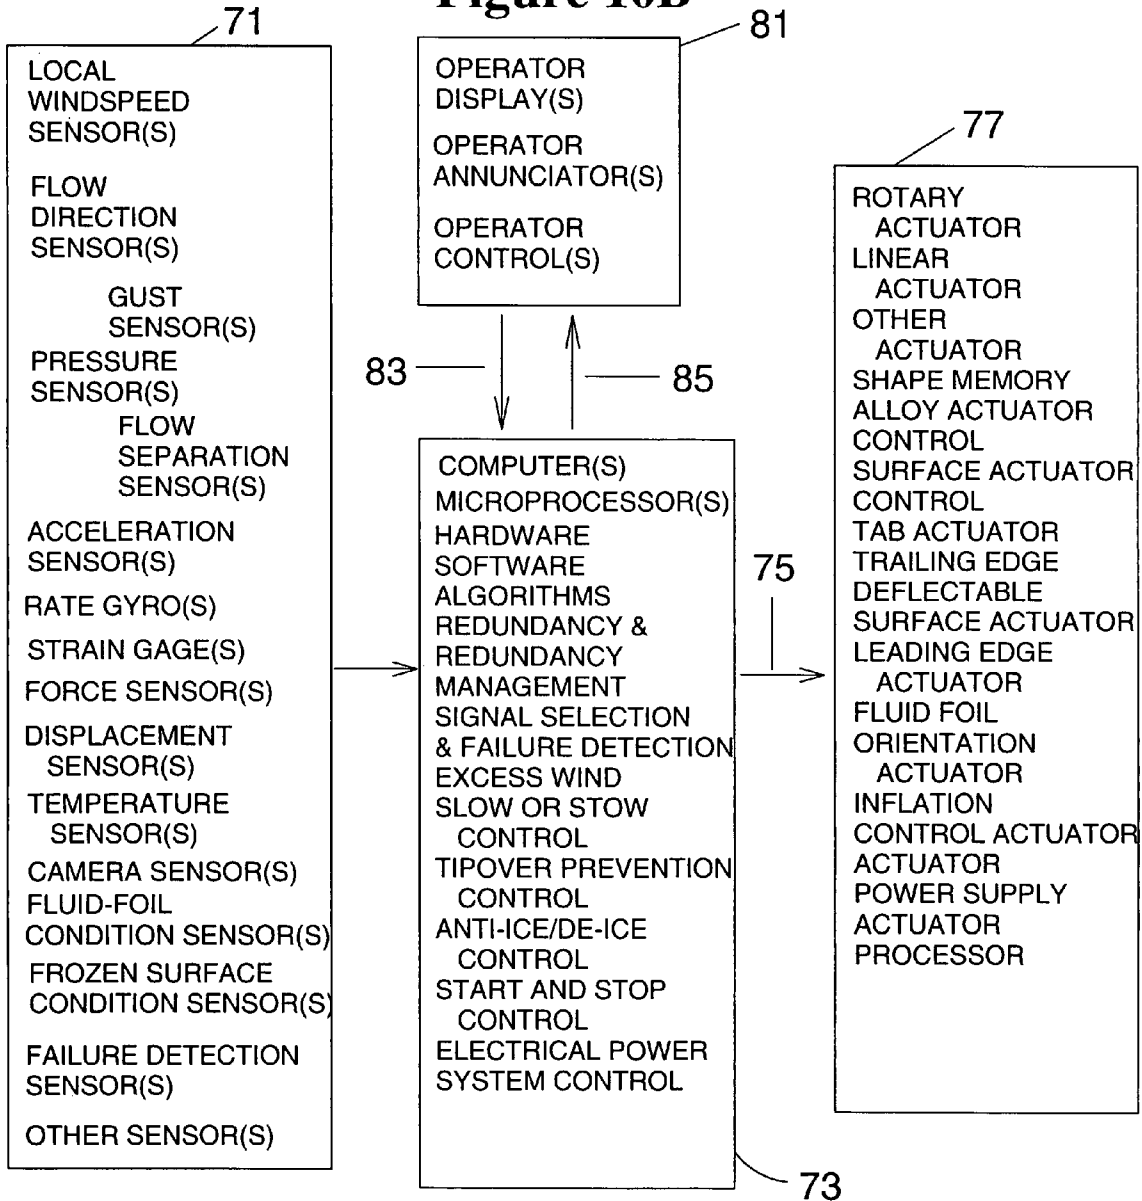 Figure 10B
71
LOCAL
WINDSPEED
SENSOR(S)
FLOW
DIRECTION
SENSOR(S)
GUST
SENSOR(S)
PRESSURE
SENSOR(S)
FLOW
SEPARATION
SENSOR(S)
ACCELERATION
SENSOR(S)
RATE GYRO(S)
STRAIN GAGE(S)
FORCE SENSOR(S)
DISPLACEMENT
SENSOR(S)
TEMPERATURE
SENSOR(S)
CAMERA SENSOR(S)
FLUID-FOIL
CONDITION SENSOR(S)
FROZEN SURFACE
CONDITION SENSOR(S)
FAILURE DETECTION
SENSOR(S)
OTHER SENSOR(S)
81
OPERATOR
DISPLAY(S)
OPERATOR
ANNUNCIATOR(S)
OPERATOR
CONTROL(S)
83
85
COMPUTER(S)
MICROPROCESSOR(S)
HARDWARE
SOFTWARE
ALGORITHMS
REDUNDANCY &
REDUNDANCY
MANAGEMENT
SIGNAL SELECTION
& FAILURE DETECTION
EXCESS WIND
SLOW OR STOW
CONTROL
TIPOVER PREVENTION
CONTROL
ANTI-ICE/DE-ICE
CONTROL
START AND STOP
CONTROL
ELECTRICAL POWER
SYSTEM CONTROL
73
75
77
ROTARY
ACTUATOR
LINEAR
ACTUATOR
OTHER
ACTUATOR
SHAPE MEMORY
ALLOY ACTUATOR
CONTROL
SURFACE ACTUATOR
CONTROL
TAB ACTUATOR
TRAILING EDGE
DEFLECTABLE
SURFACE ACTUATOR
LEADING EDGE
ACTUATOR
FLUID FOIL
ORIENTATION
ACTUATOR
INFLATION
CONTROL ACTUATOR
ACTUATOR
POWER SUPPLY
ACTUATOR
PROCESSOR